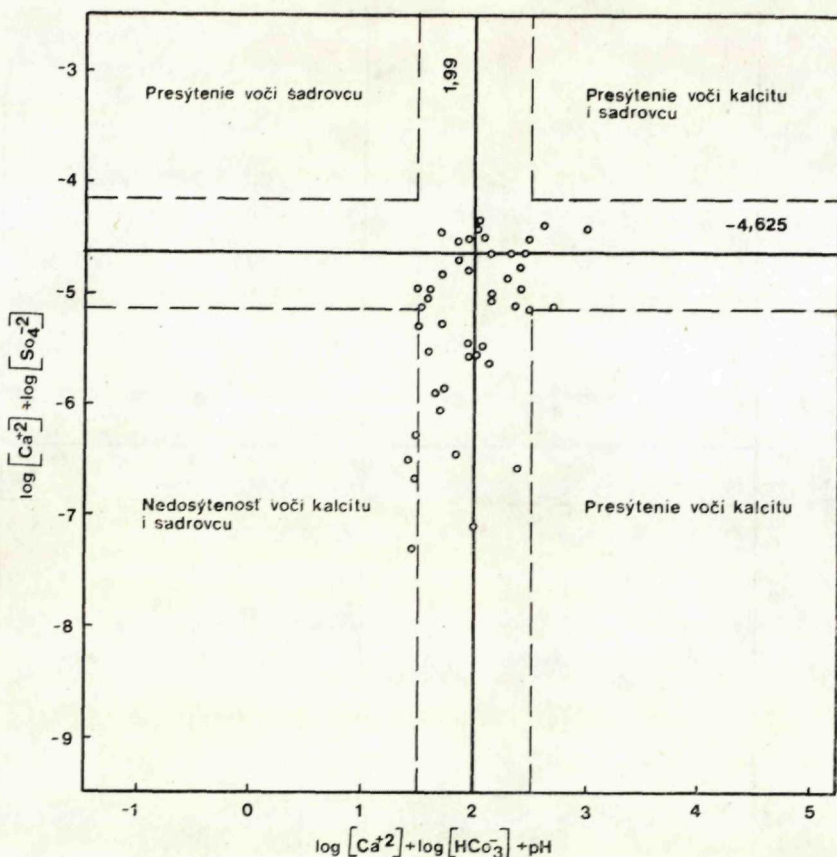 -3
-4
-5
-6
-7
-8
-9
log [Ca⁺²] + log [So₄⁻²]
1,99
Presýtenie voči sadrovcu
Presýtenie voči kalcitu
i sadrovcu
-4,625
Nedosýtenosť voči kalcitu
i sadrovcu
Presýtenie voči kalcitu
-1 0 1 2 3 4 5
log [Ca⁺²] + log [HCo₃⁻] + pH